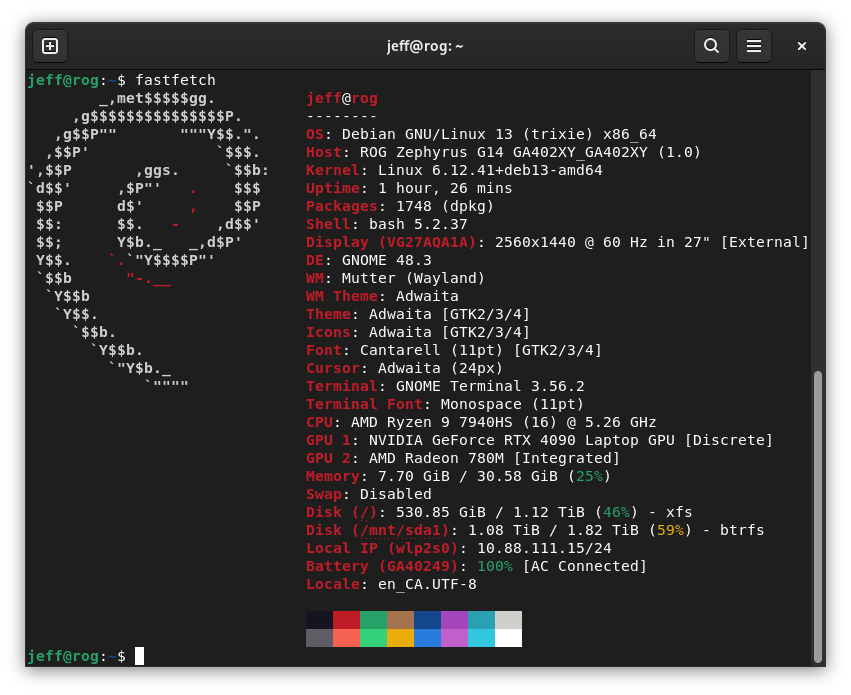 jeff@rog: ~
jeff@rog:~$ fastfetch
        _,met$$$$$gg.          jeff@rog
     ,g$$$$$$$$$$$$$$$P.       --------
   ,g$$P""       """Y$$.".     OS: Debian GNU/Linux 13 (trixie) x86_64
  ,$$P'              `$$$.     Host: ROG Zephyrus G14 GA402XY_GA402XY (1.0)
',$$P       ,ggs.     `$$b:    Kernel: Linux 6.12.41+deb13-amd64
`d$$'     ,$P"'   .    $$$     Uptime: 1 hour, 26 mins
 $$P      d$'     ,    $$P     Packages: 1748 (dpkg)
 $$:      $$.   -    ,d$$'     Shell: bash 5.2.37
 $$;      Y$b._   _,d$P'       Display (VG27AQA1A): 2560x1440 @ 60 Hz in 27" [External]
 Y$$.    `.`"Y$$$$P"'          DE: GNOME 48.3
 `$$b      "-.__               WM: Mutter (Wayland)
  `Y$$b                        WM Theme: Adwaita
   `Y$$.                       Theme: Adwaita [GTK2/3/4]
     `$$b.                     Icons: Adwaita [GTK2/3/4]
       `Y$$b.                  Font: Cantarell (11pt) [GTK2/3/4]
         `"Y$b._               Cursor: Adwaita (24px)
             `""""             Terminal: GNOME Terminal 3.56.2
                               Terminal Font: Monospace (11pt)
                               CPU: AMD Ryzen 9 7940HS (16) @ 5.26 GHz
                               GPU 1: NVIDIA GeForce RTX 4090 Laptop GPU [Discrete]
                               GPU 2: AMD Radeon 780M [Integrated]
                               Memory: 7.70 GiB / 30.58 GiB (25%)
                               Swap: Disabled
                               Disk (/): 530.85 GiB / 1.12 TiB (46%) - xfs
                               Disk (/mnt/sda1): 1.08 TiB / 1.82 TiB (59%) - btrfs
                               Local IP (wlp2s0): 10.88.111.15/24
                               Battery (GA40249): 100% [AC Connected]
                               Locale: en_CA.UTF-8
jeff@rog:~$